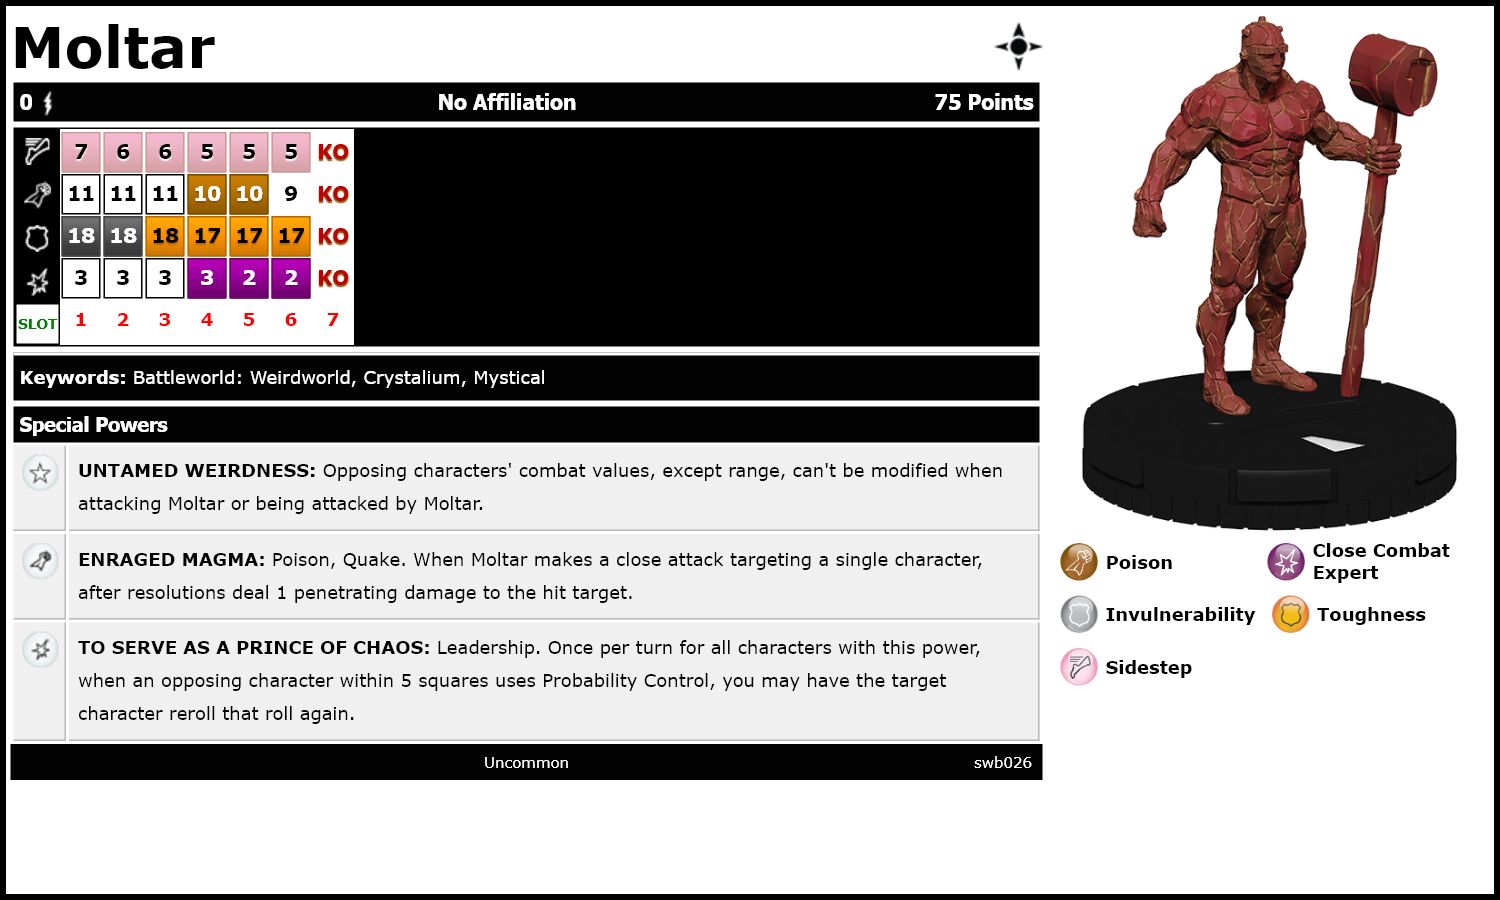 Moltar
0 No Affiliation 75 Points
7 6 6 5 5 5 KO
11 11 11 10 10 9 KO
18 18 18 17 17 17 KO
3 3 3 3 2 2 KO
SLOT 1 2 3 4 5 6 7
Keywords: Battleworld: Weirdworld, Crystalium, Mystical
Special Powers
UNTAMED WEIRDNESS: Opposing characters' combat values, except range, can't be modified when
attacking Moltar or being attacked by Moltar.
ENRAGED MAGMA: Poison, Quake. When Moltar makes a close attack targeting a single character,
after resolutions deal 1 penetrating damage to the hit target.
TO SERVE AS A PRINCE OF CHAOS: Leadership. Once per turn for all characters with this power,
when an opposing character within 5 squares uses Probability Control, you may have the target
character reroll that roll again.
Uncommon swb026
Poison
Close Combat
Expert
Invulnerability
Toughness
Sidestep